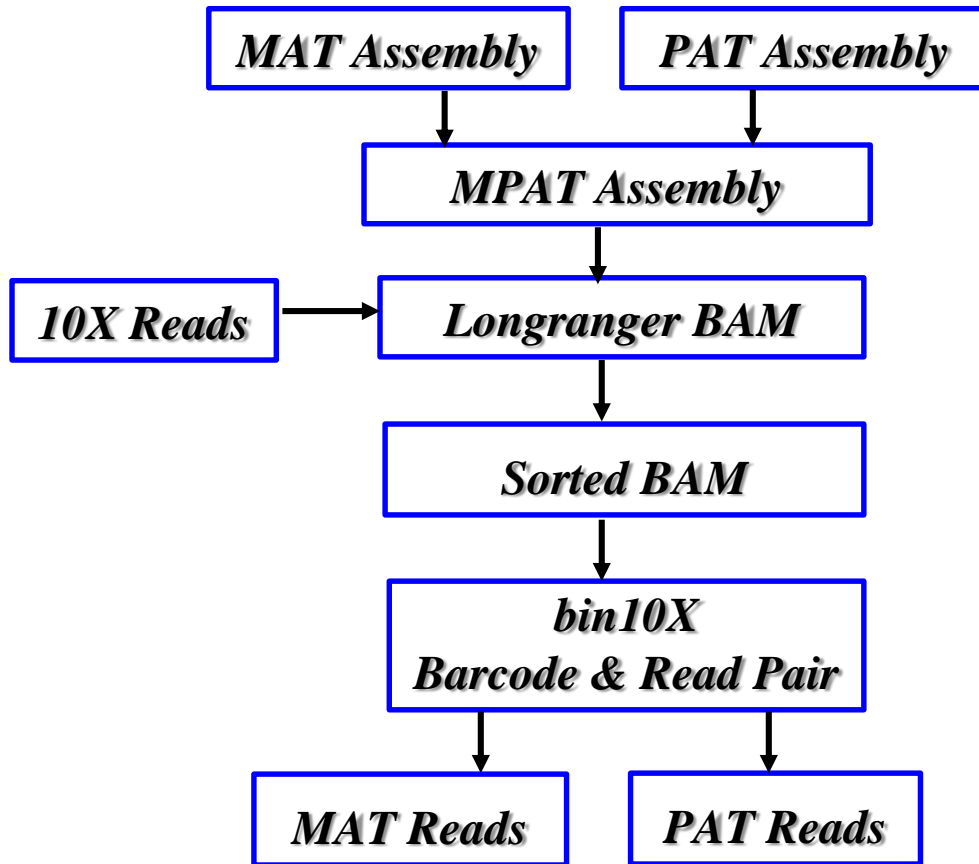 MAT Assembly
PAT Assembly
MPAT Assembly
10X Reads
Longranger BAM
Sorted BAM
bin10X
Barcode & Read Pair
MAT Reads
PAT Reads